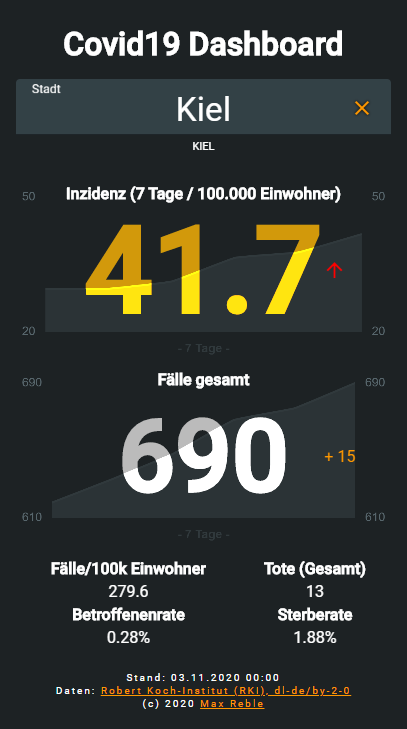 Covid19 Dashboard
Stadt
Kiel
KIEL
50 Inzidenz (7 Tage / 100.000 Einwohner) 50
41.7
20 20
- 7 Tage -
690 Fälle gesamt 690
690
+ 15
610 610
- 7 Tage -
Fälle/100k Einwohner Tote (Gesamt)
279.6 13
Betroffenenrate Sterberate
0.28% 1.88%
Stand: 03.11.2020 00:00
Daten: Robert Koch-Institut (RKI), dl-de/by-2-0
(c) 2020 Max Reble